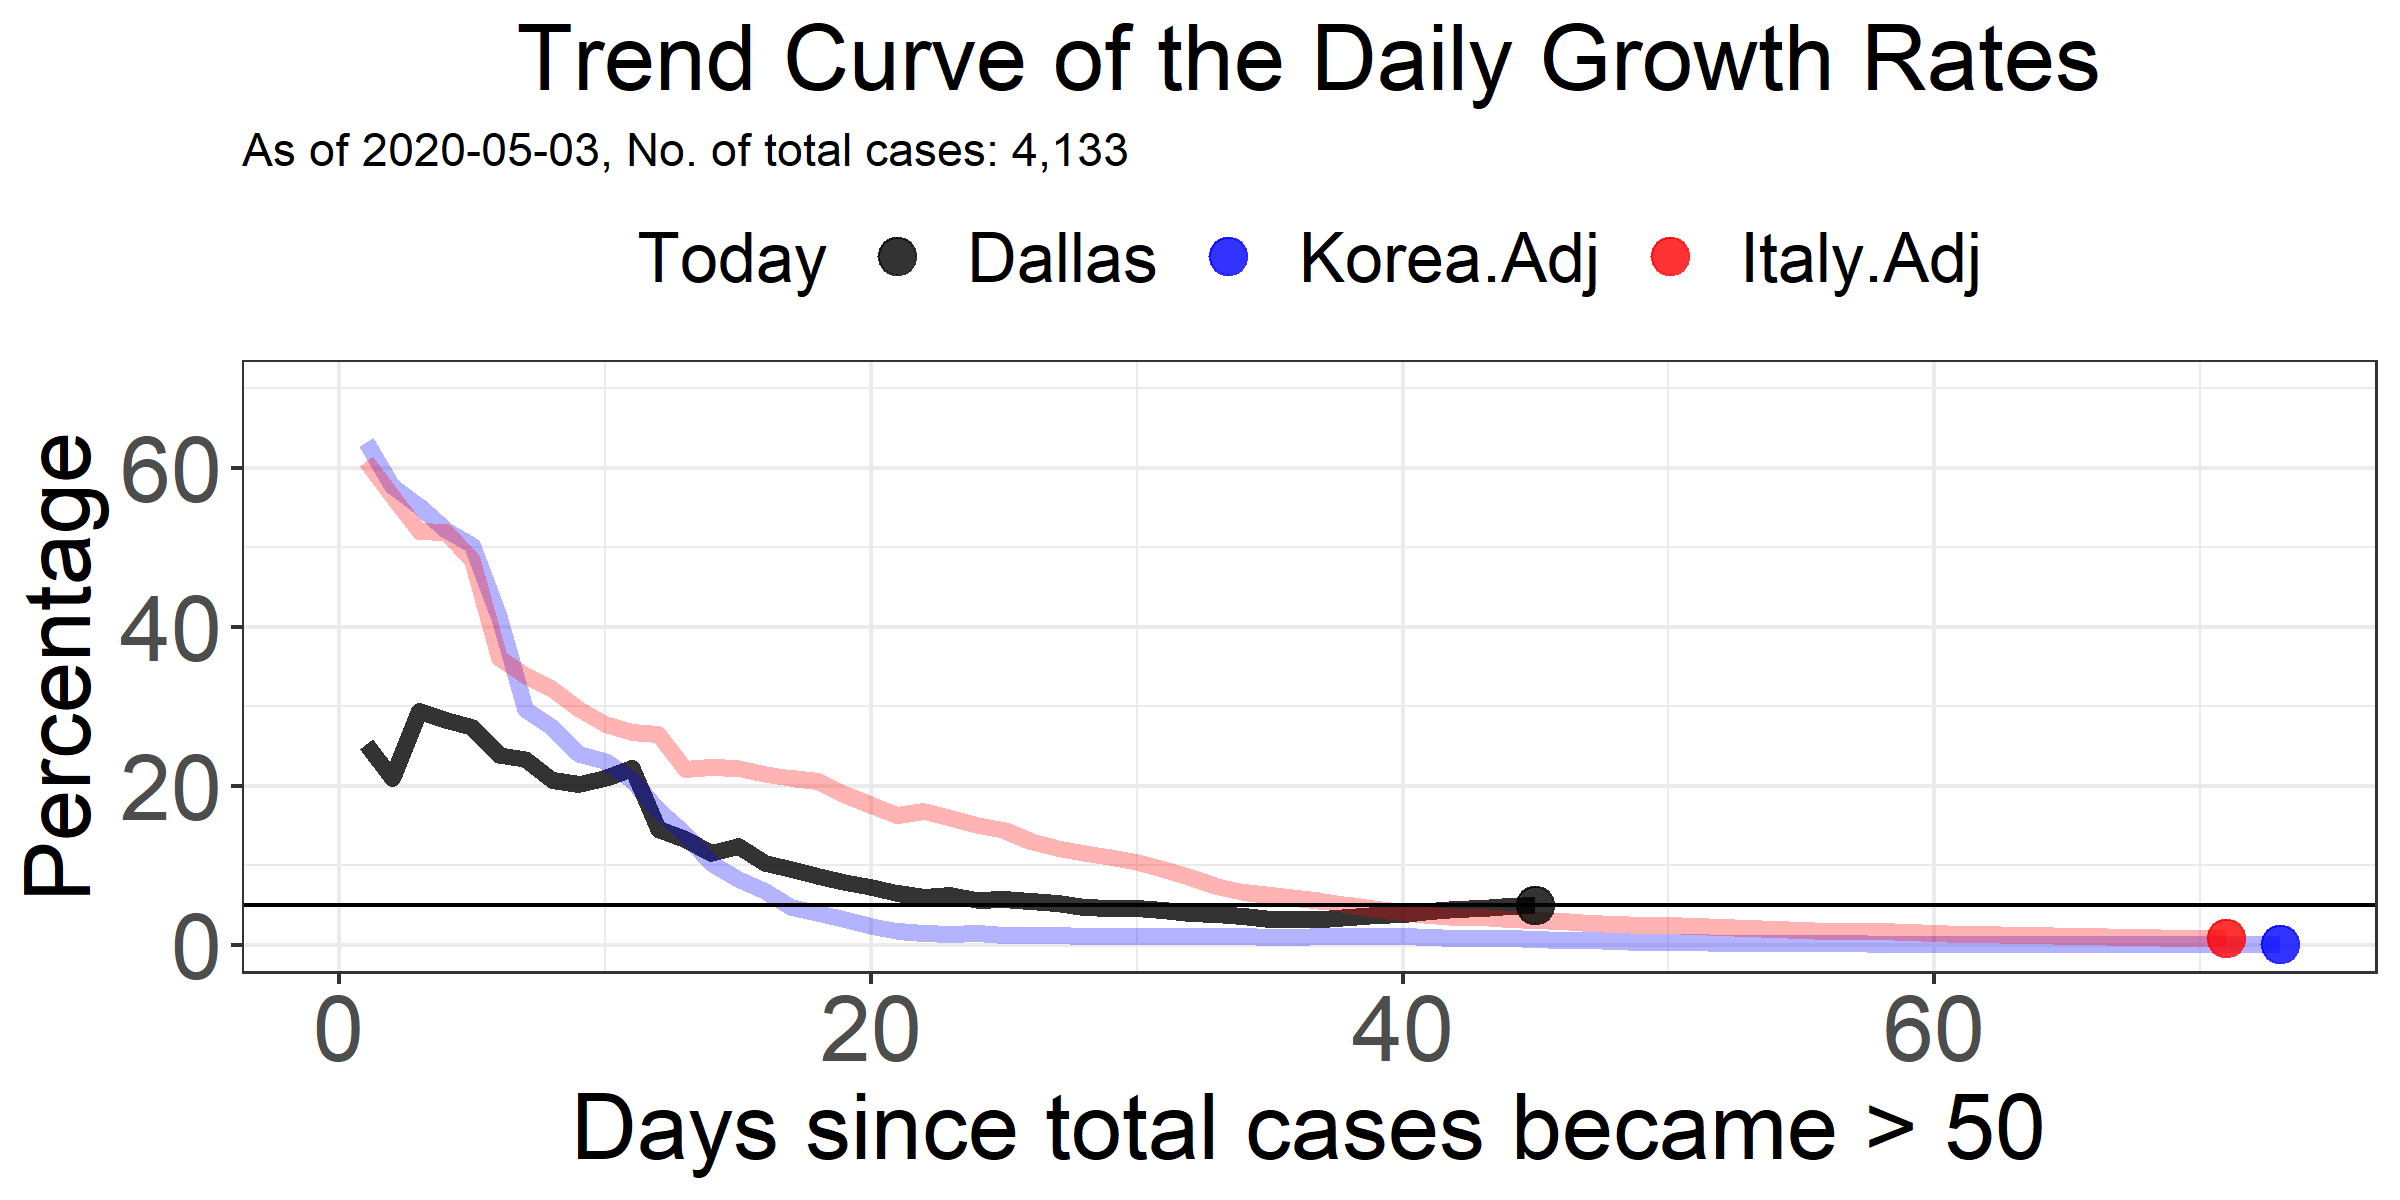 Trend Curve of the Daily Growth Rates
As of 2020-05-03, No. of total cases: 4,133
Today Dallas Korea.Adj Italy.Adj
Percentage
60
40
20
0
0 20 40 60
Days since total cases became > 50